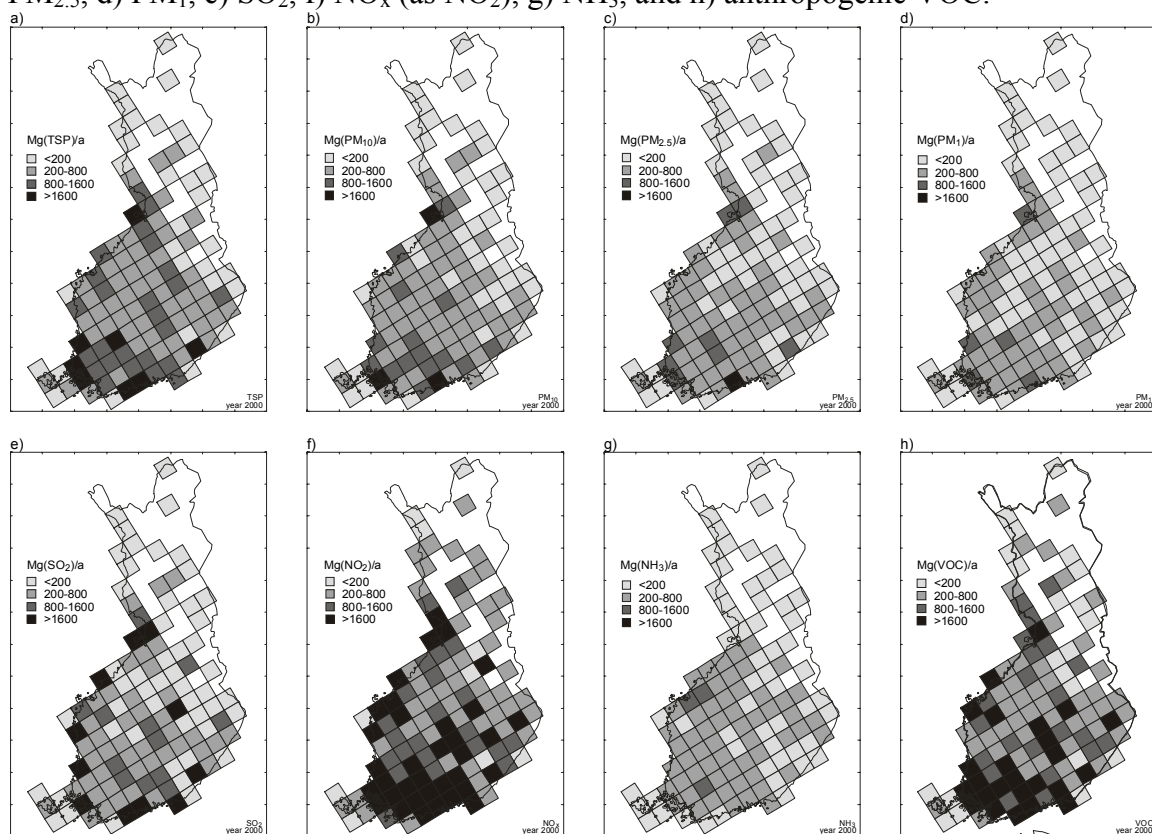 PM2.5, d) PM1, e) SO2, f) NOx (as NO2), g) NH3, and h) anthropogenic VOC.
a)
Mg(TSP)/a
<200
200-800
800-1600
>1600
TSP
year 2000
b)
Mg(PM10)/a
<200
200-800
800-1600
>1600
PM10
year 2000
c)
Mg(PM2.5)/a
<200
200-800
800-1600
>1600
PM2.5
year 2000
d)
Mg(PM1)/a
<200
200-800
800-1600
>1600
PM1
year 2000
e)
Mg(SO2)/a
<200
200-800
800-1600
>1600
SO2
year 2000
f)
Mg(NO2)/a
<200
200-800
800-1600
>1600
NOx
year 2000
g)
Mg(NH3)/a
<200
200-800
800-1600
>1600
NH3
year 2000
h)
Mg(VOC)/a
<200
200-800
800-1600
>1600
VOC
year 2000